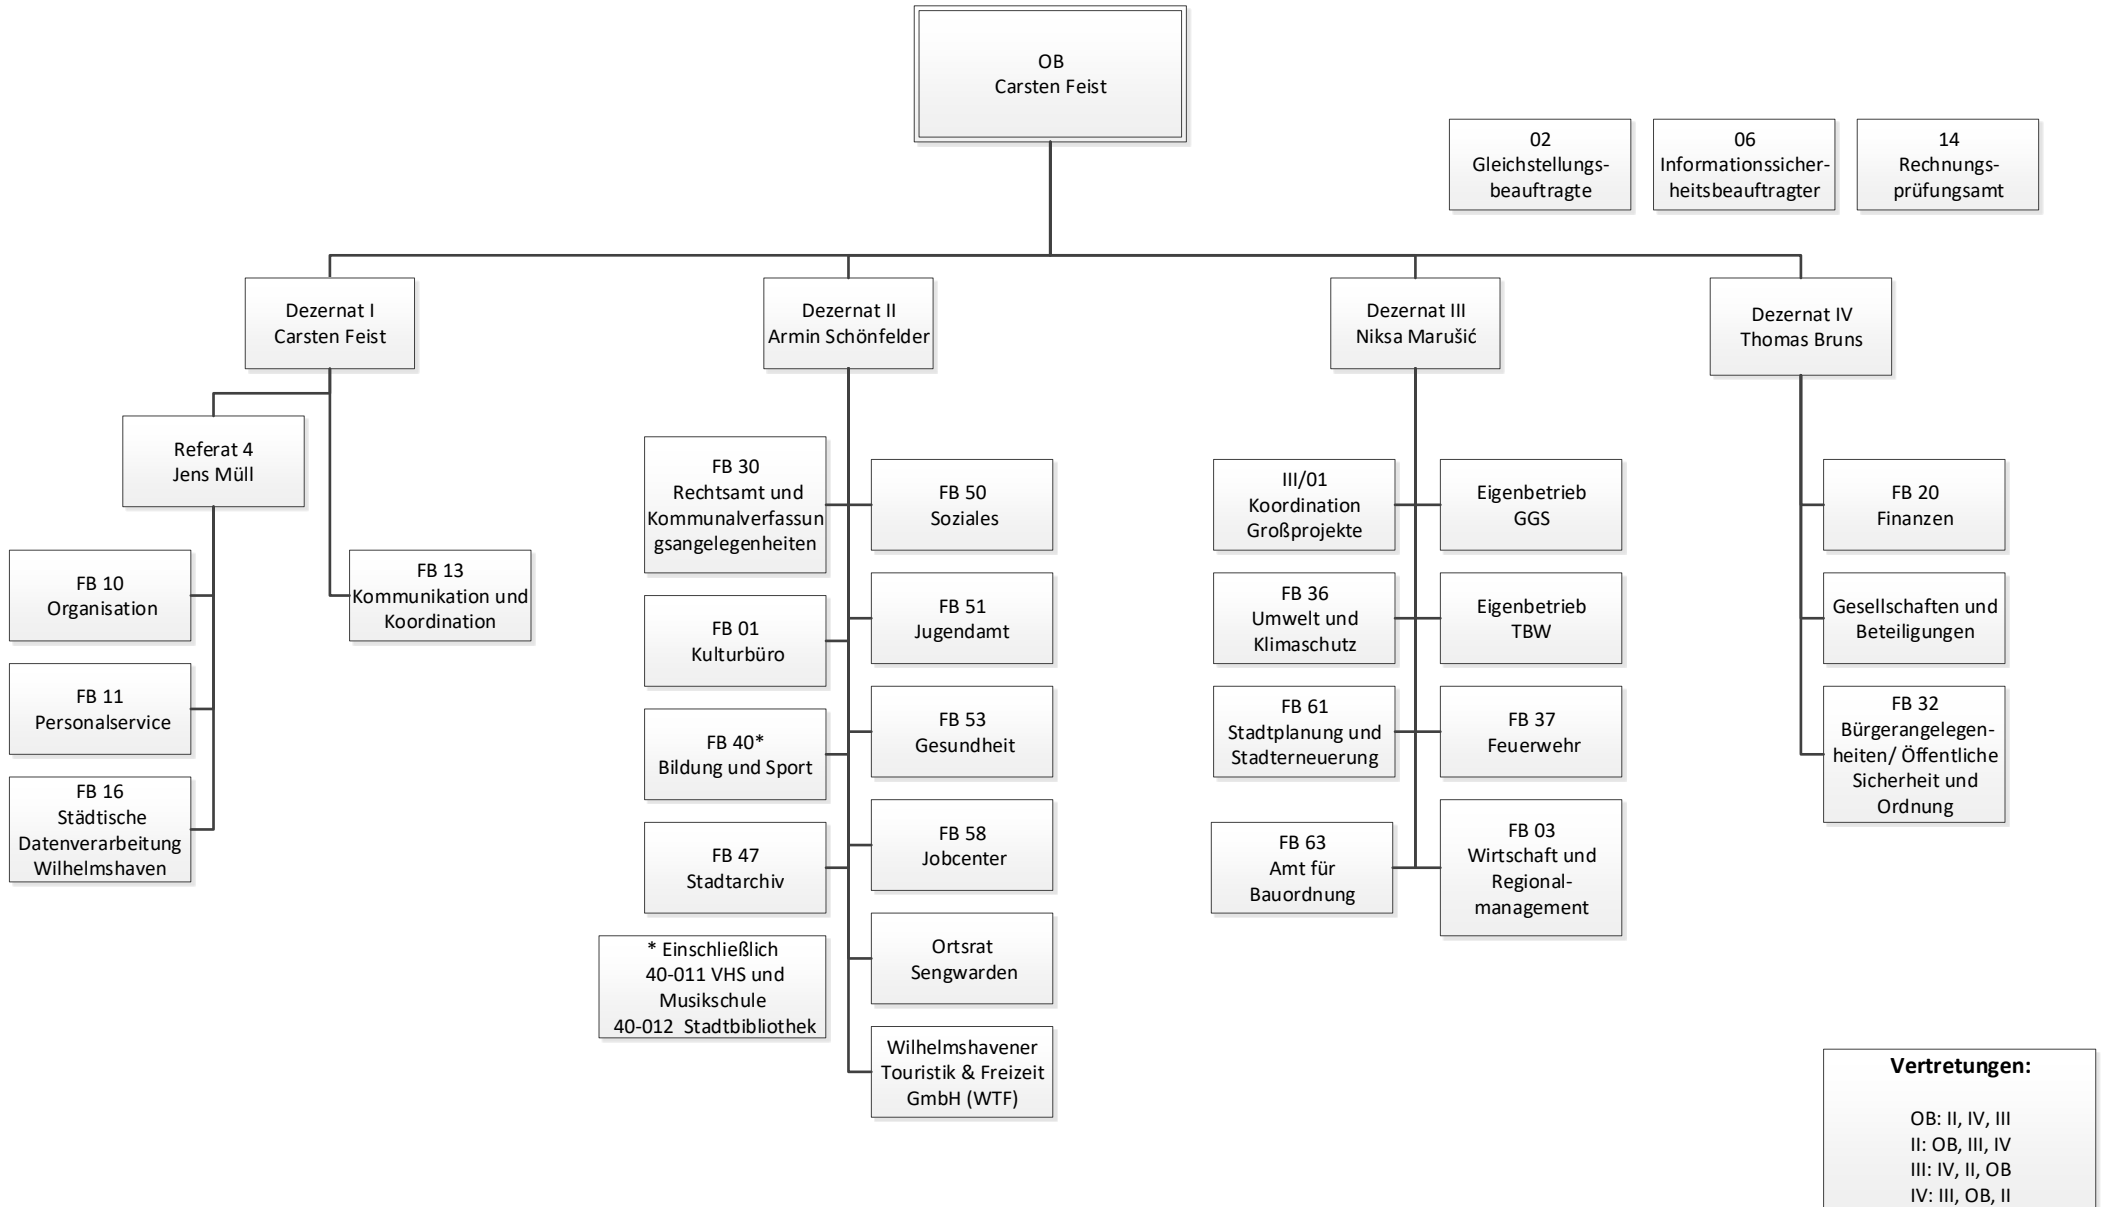 OB
Carsten Feist
02
Gleichstellungs-
beauftragte
06
Informationssicher-
heitsbeauftragter
14
Rechnungs-
prüfungsamt
Dezernat I
Carsten Feist
Dezernat II
Armin Schönfelder
Dezernat III
Niksa Marušić
Dezernat IV
Thomas Bruns
Referat 4
Jens Müll
FB 10
Organisation
FB 11
Personalservice
FB 16
Städtische
Datenverarbeitung
Wilhelmshaven
FB 13
Kommunikation und
Koordination
FB 30
Rechtsamt und
Kommunalverfassun
gsangelegenheiten
FB 01
Kulturbüro
FB 40*
Bildung und Sport
FB 47
Stadtarchiv
* Einschließlich
40-011 VHS und
Musikschule
40-012  Stadtbibliothek
FB 50
Soziales
FB 51
Jugendamt
FB 53
Gesundheit
FB 58
Jobcenter
Ortsrat
Sengwarden
Wilhelmshavener
Touristik & Freizeit
GmbH (WTF)
III/01
Koordination
Großprojekte
FB 36
Umwelt und
Klimaschutz
FB 61
Stadtplanung und
Stadterneuerung
FB 63
Amt für
Bauordnung
Eigenbetrieb
GGS
Eigenbetrieb
TBW
FB 37
Feuerwehr
FB 03
Wirtschaft und
Regional-
management
FB 20
Finanzen
Gesellschaften und
Beteiligungen
FB 32
Bürgerangelegen-
heiten/ Öffentliche
Sicherheit und
Ordnung
Vertretungen:
OB: II, IV, III
II: OB, III, IV
III: IV, II, OB
IV: III, OB, II